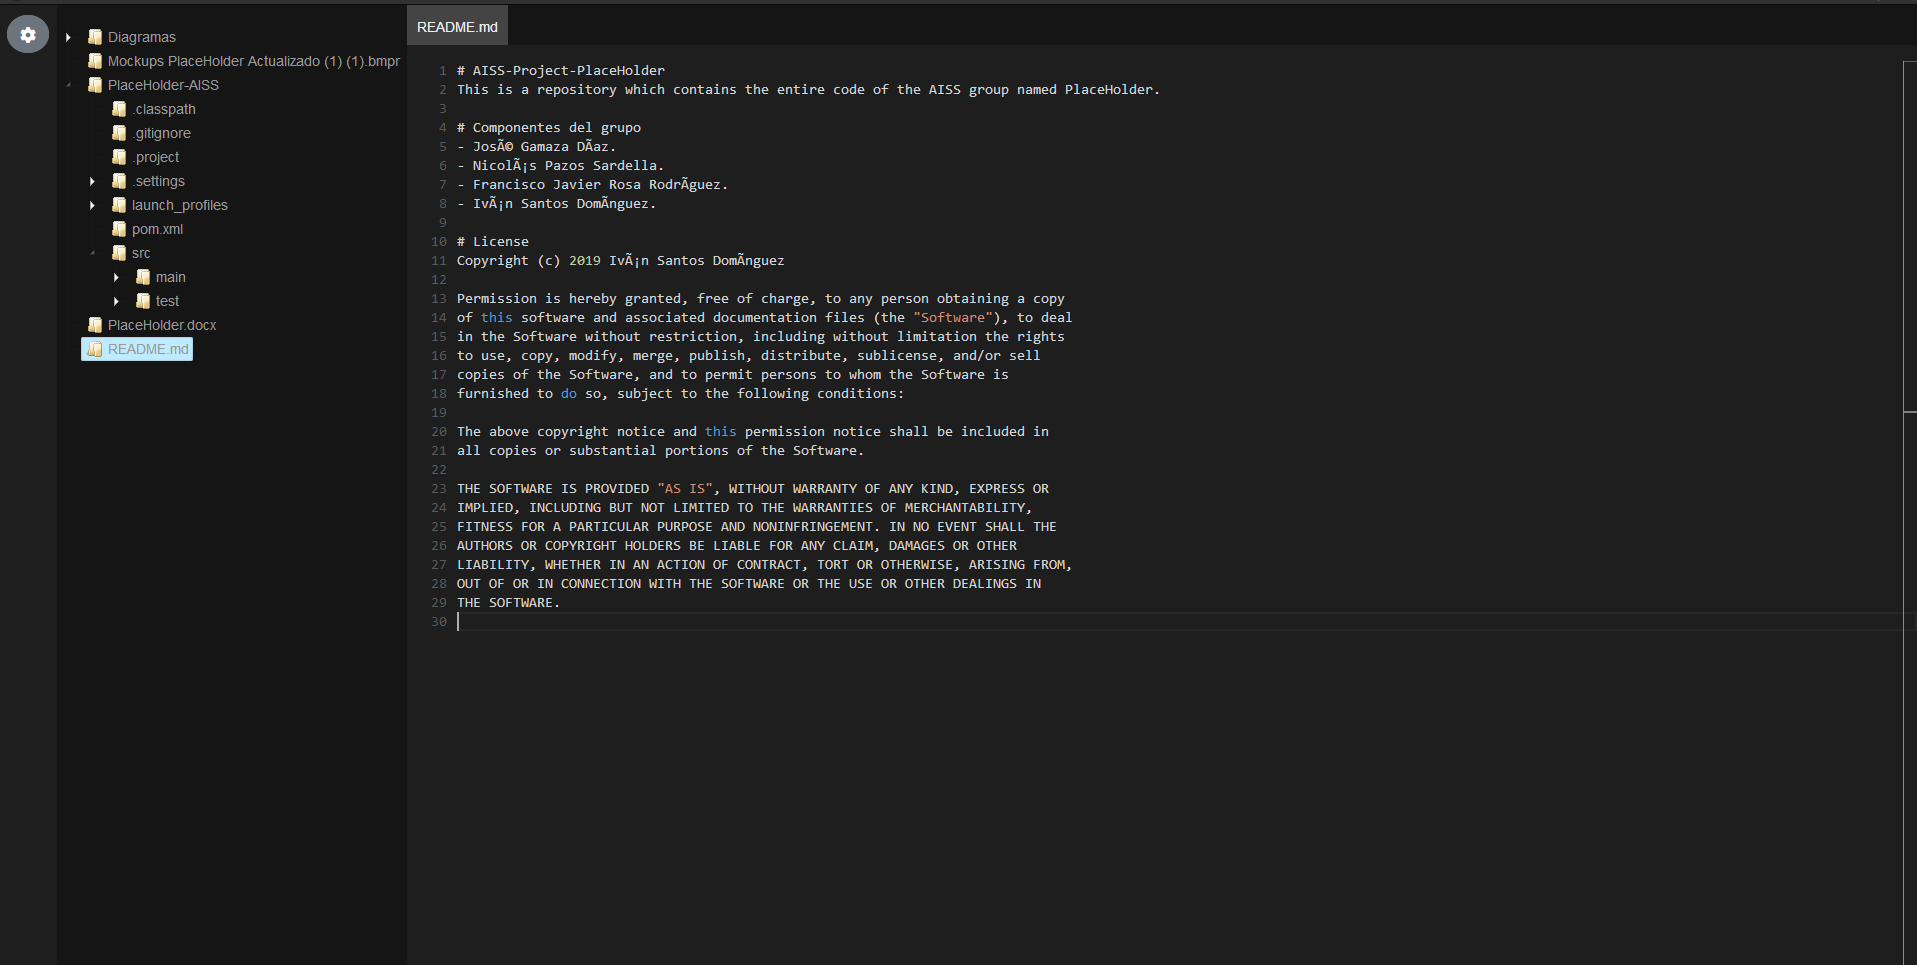 Diagramas
Mockups PlaceHolder Actualizado (1) (1).bmpr
PlaceHolder-AISS
.classpath
.gitignore
.project
.settings
launch_profiles
pom.xml
src
main
test
PlaceHolder.docx
README.md
README.md
1 # AISS-Project-PlaceHolder
2 This is a repository which contains the entire code of the AISS group named PlaceHolder.
3
4 # Componentes del grupo
5 - JosÃ© Gamaza DÃaz.
6 - NicolÃ¡s Pazos Sardella.
7 - Francisco Javier Rosa RodrÃguez.
8 - IvÃ¡n Santos DomÃnguez.
9
10 # License
11 Copyright (c) 2019 IvÃ¡n Santos DomÃnguez
12
13 Permission is hereby granted, free of charge, to any person obtaining a copy
14 of this software and associated documentation files (the "Software"), to deal
15 in the Software without restriction, including without limitation the rights
16 to use, copy, modify, merge, publish, distribute, sublicense, and/or sell
17 copies of the Software, and to permit persons to whom the Software is
18 furnished to do so, subject to the following conditions:
19
20 The above copyright notice and this permission notice shall be included in
21 all copies or substantial portions of the Software.
22
23 THE SOFTWARE IS PROVIDED "AS IS", WITHOUT WARRANTY OF ANY KIND, EXPRESS OR
24 IMPLIED, INCLUDING BUT NOT LIMITED TO THE WARRANTIES OF MERCHANTABILITY,
25 FITNESS FOR A PARTICULAR PURPOSE AND NONINFRINGEMENT. IN NO EVENT SHALL THE
26 AUTHORS OR COPYRIGHT HOLDERS BE LIABLE FOR ANY CLAIM, DAMAGES OR OTHER
27 LIABILITY, WHETHER IN AN ACTION OF CONTRACT, TORT OR OTHERWISE, ARISING FROM,
28 OUT OF OR IN CONNECTION WITH THE SOFTWARE OR THE USE OR OTHER DEALINGS IN
29 THE SOFTWARE.
30